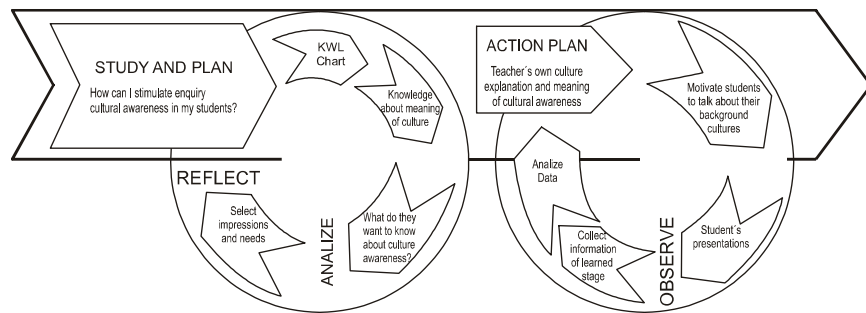 STUDY AND PLAN
How can I stimulate enquiry
cultural awareness in my students?
KWL
Chart
Knowledge
about meaning
of culture
What do they
want to know
about culture
awareness?
ANALIZE
Select
impressions
and needs
REFLECT
ACTION PLAN
Teacher´s own culture
explanation and meaning
of cultural awareness
Motivate students
to talk about their
background
cultures
Student´s
presentations
OBSERVE
Collect
information
of learned
stage
Analize
Data